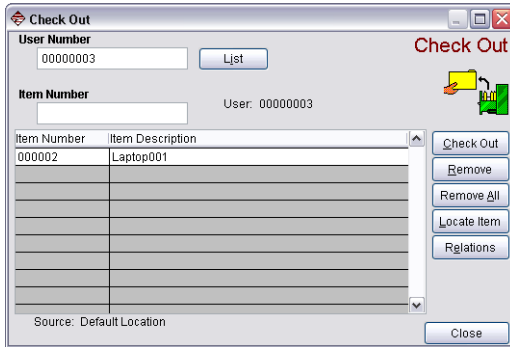 Check Out
User Number
Check Out
00000003
List
Item Number
User: 00000003
Item Number Item Description
000002 Laptop001
Check Out
Remove
Remove All
Locate Item
Relations
Source: Default Location
Close